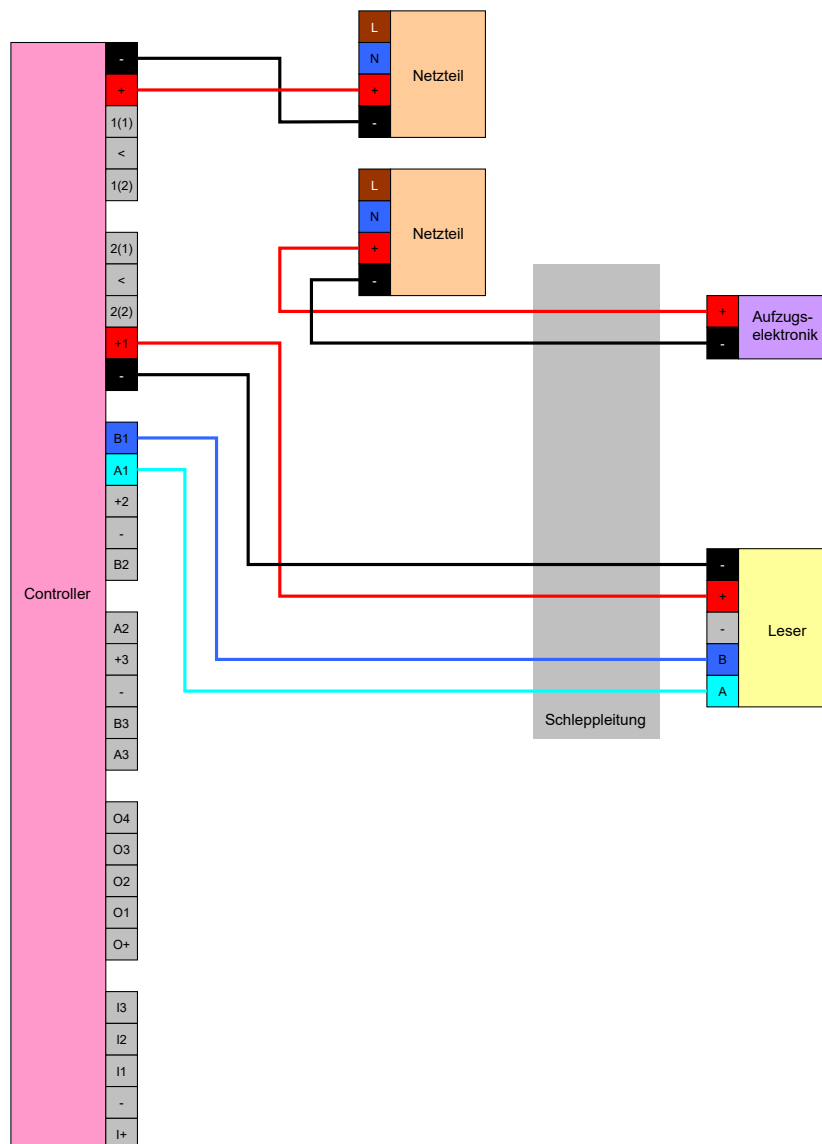 L
N
+
-
Netzteil
L
N
+
-
Netzteil
-
+
1(1)
<
1(2)
2(1)
<
2(2)
+1
-
B1
A1
+2
-
B2
A2
+3
-
B3
A3
O4
O3
O2
O1
O+
I3
I2
I1
-
I+
Controller
Schleppleitung
+
-
Aufzugs-
elektronik
-
+
-
B
A
Leser